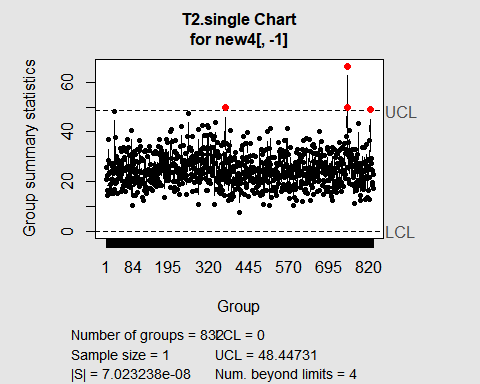 T2.single Chart
for new4[, -1]
Group summary statistics
60
40
20
0
UCL
LCL
1 84 195 320 445 570 695 820
Group
Number of groups = 832 LCL = 0
Sample size = 1 UCL = 48.44731
|S| = 7.023238e-08 Num. beyond limits = 4